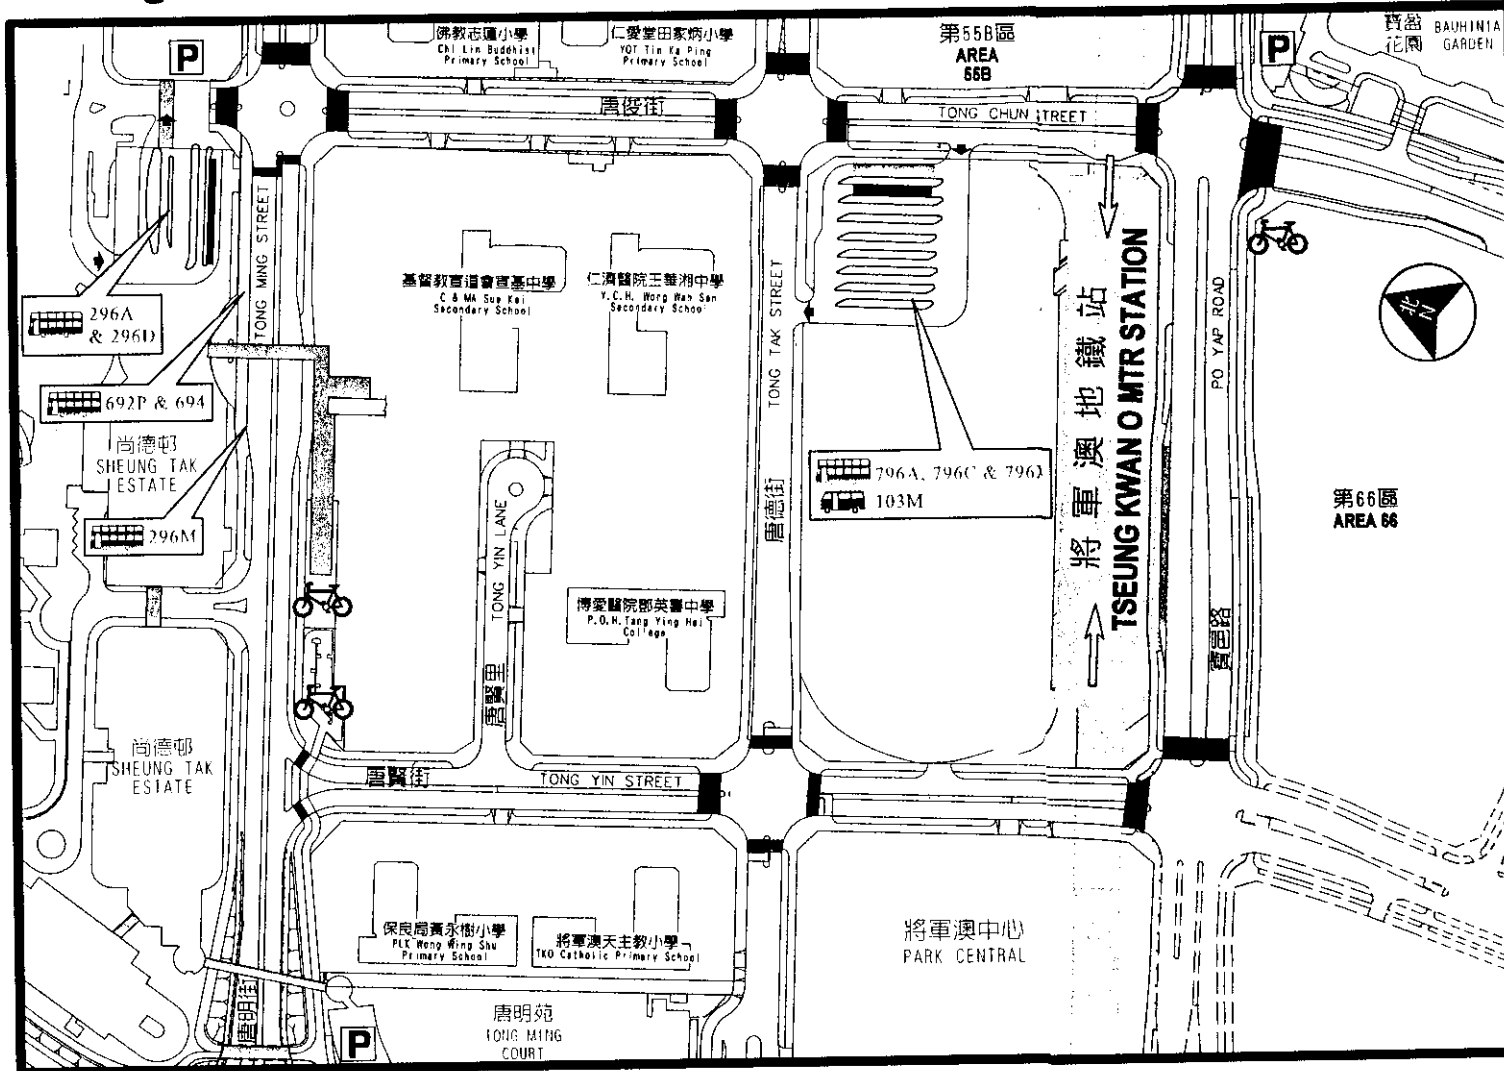 佛教志蓮小學
Chi Lin Buddhist
Primary School
仁愛堂田家炳小學
YOT Tin Ka Ping
Primary School
第55B區
AREA
55B
寶盈
花園
BAUHINIA
GARDEN
P
P
唐俊街
TONG CHUN STREET
TONG MING STREET
基督教宣道會宣基中學
C & MA Sun Kei
Secondary School
仁濟醫院王華湘中學
Y.C.H. Wong Wah San
Secondary School
TONG TAK STREET
唐德街
將軍澳地鐵站
TSEUNG KWAN O MTR STATION
PO YAP ROAD
寶邑路
北
N
296A
& 296D
692P & 694
尚德邨
SHEUNG TAK
ESTATE
296M
796A, 796C & 796X
103M
第66區
AREA 66
TONG YIN LANE
唐賢里
博愛醫院鄧英喜中學
P.O.H. Tang Ying Hei
College
尚德邨
SHEUNG TAK
ESTATE
唐賢街
TONG YIN STREET
保良局黃永樹小學
PLK Wong Wing Shu
Primary School
將軍澳天主教小學
TKO Catholic Primary School
將軍澳中心
PARK CENTRAL
唐明街
唐明苑
TONG MING
COURT
P